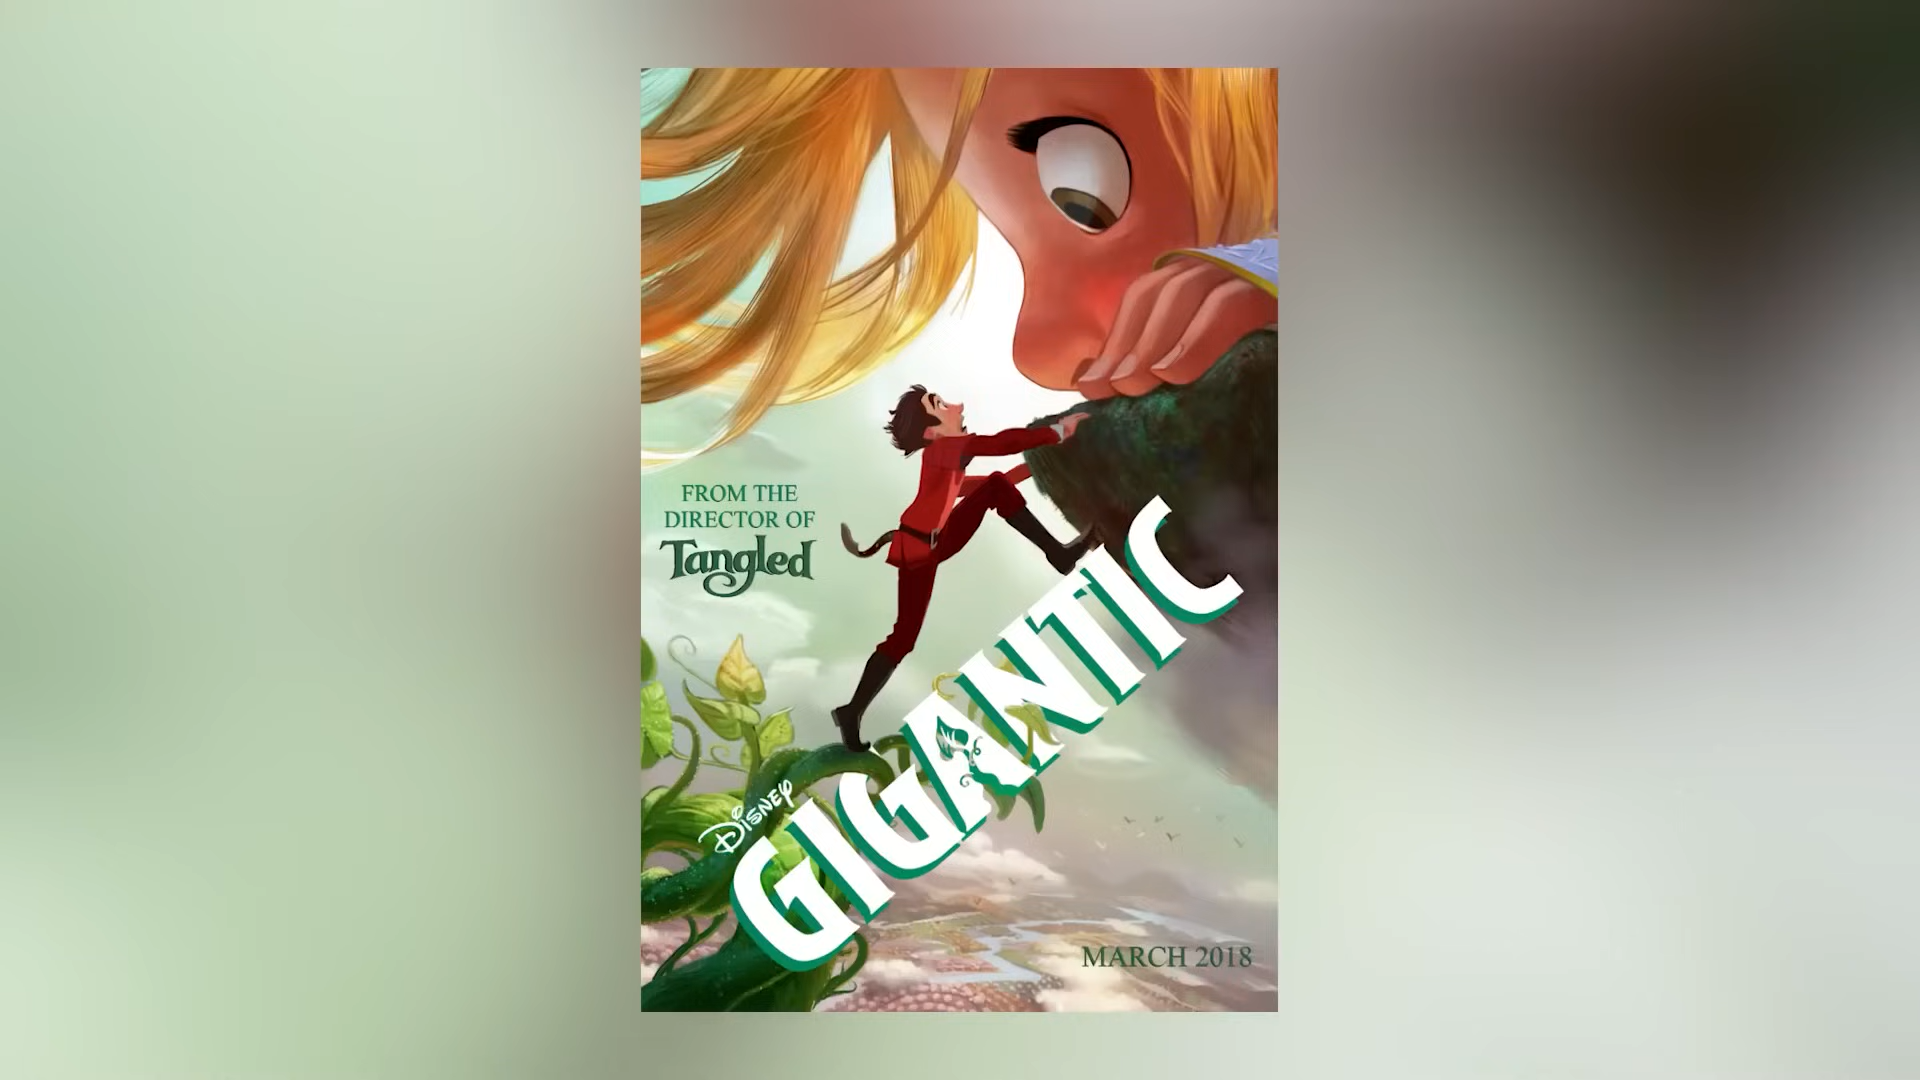 FROM THE
DIRECTOR OF
Tangled
DISNEY
GIGANTIC
MARCH 2018